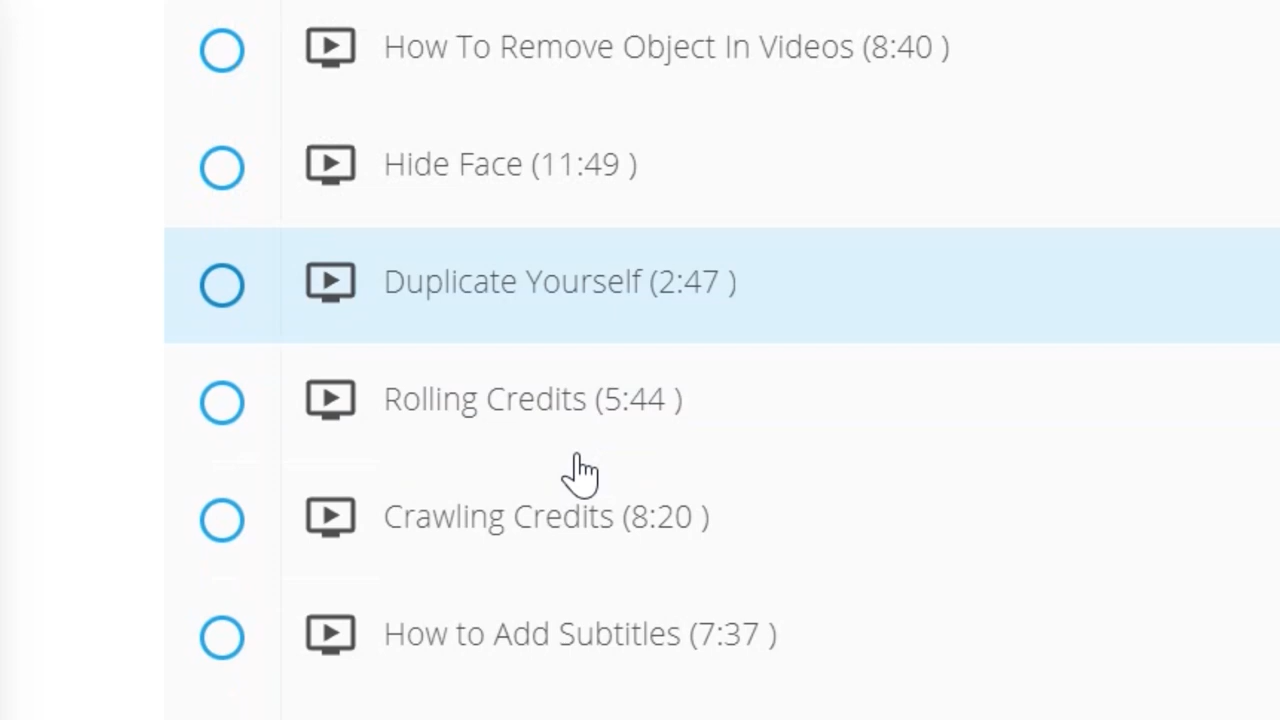 How To Remove Object In Videos (8:40 )
Hide Face (11:49 )
Duplicate Yourself (2:47 )
Rolling Credits (5:44 )
Crawling Credits (8:20 )
How to Add Subtitles (7:37 )